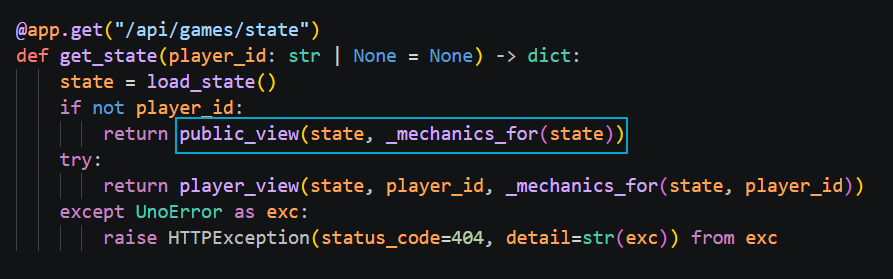 @app.get("/api/games/state")
def get_state(player_id: str | None = None) -> dict:
    state = load_state()
    if not player_id:
        return public_view(state, _mechanics_for(state))
    try:
        return player_view(state, player_id, _mechanics_for(state, player_id))
    except UnoError as exc:
        raise HTTPException(status_code=404, detail=str(exc)) from exc